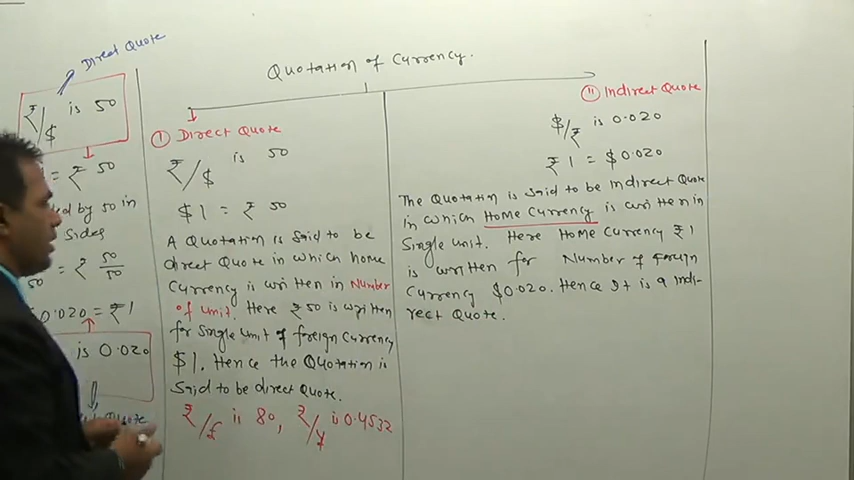 Direct Quote
₹/$ is 50
= ₹ 50
by 50 in
Sides
50 = ₹ 50/50
0.020 = ₹ 1
is 0.020
Quote
Quotation of Currency.
① Direct Quote
₹/$ is 50
$1 = ₹ 50
A Quotation is Said to be
direct Quote in which home
Currency is written in Number
of unit. Here ₹50 is written
for Single unit of foreign Currency
$1. Hence the Quotation is
Said to be direct Quote.
₹/£ is 80, ₹/¥ is 0.4532
⑪ Indirect Quote
$/₹ is 0.020
₹ 1 = $0.020
The Quotation is said to be Indirect Quote
in which Home Currency is written in
Single unit. Here Home Currency ₹1
is written for Number of foreign
Currency $0.020. Hence It is a Indi-
rect Quote.